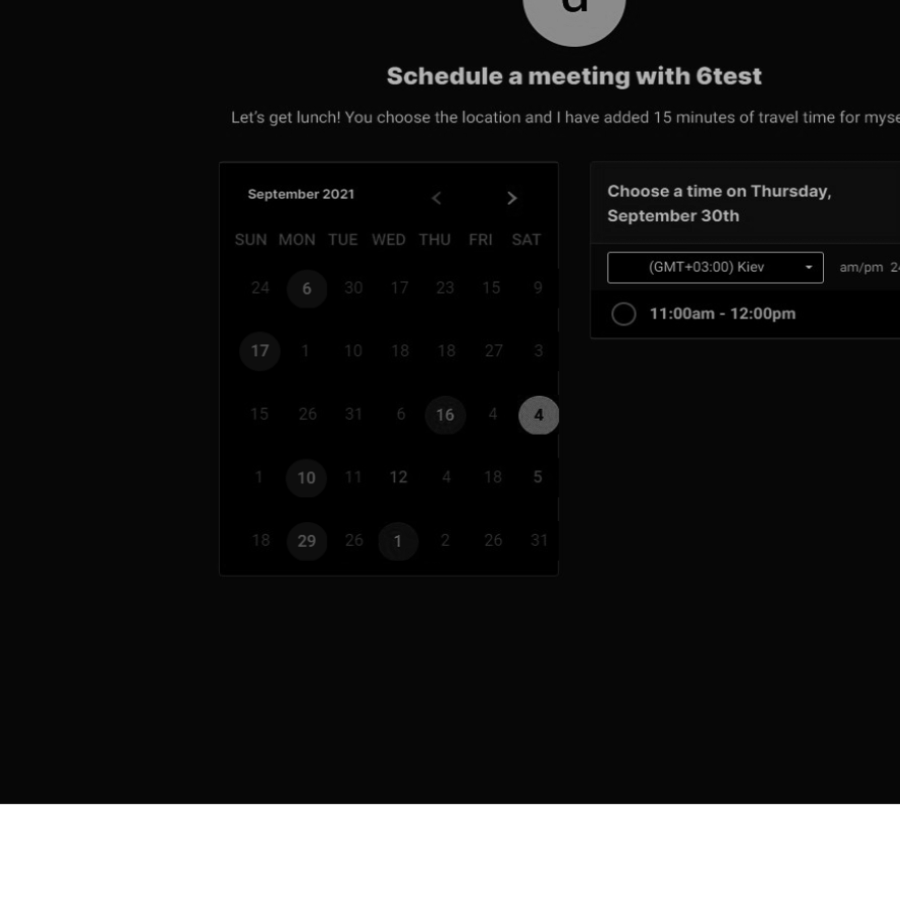 d
Schedule a meeting with 6test
Let's get lunch! You choose the location and I have added 15 minutes of travel time for myse
September 2021 < >
SUN MON TUE WED THU FRI SAT
24 6 30 17 23 15 9
17 1 10 18 18 27 3
15 26 31 6 16 4 4
1 10 11 12 4 18 5
18 29 26 1 2 26 31
Choose a time on Thursday,
September 30th
(GMT+03:00) Kiev am/pm 24
11:00am - 12:00pm